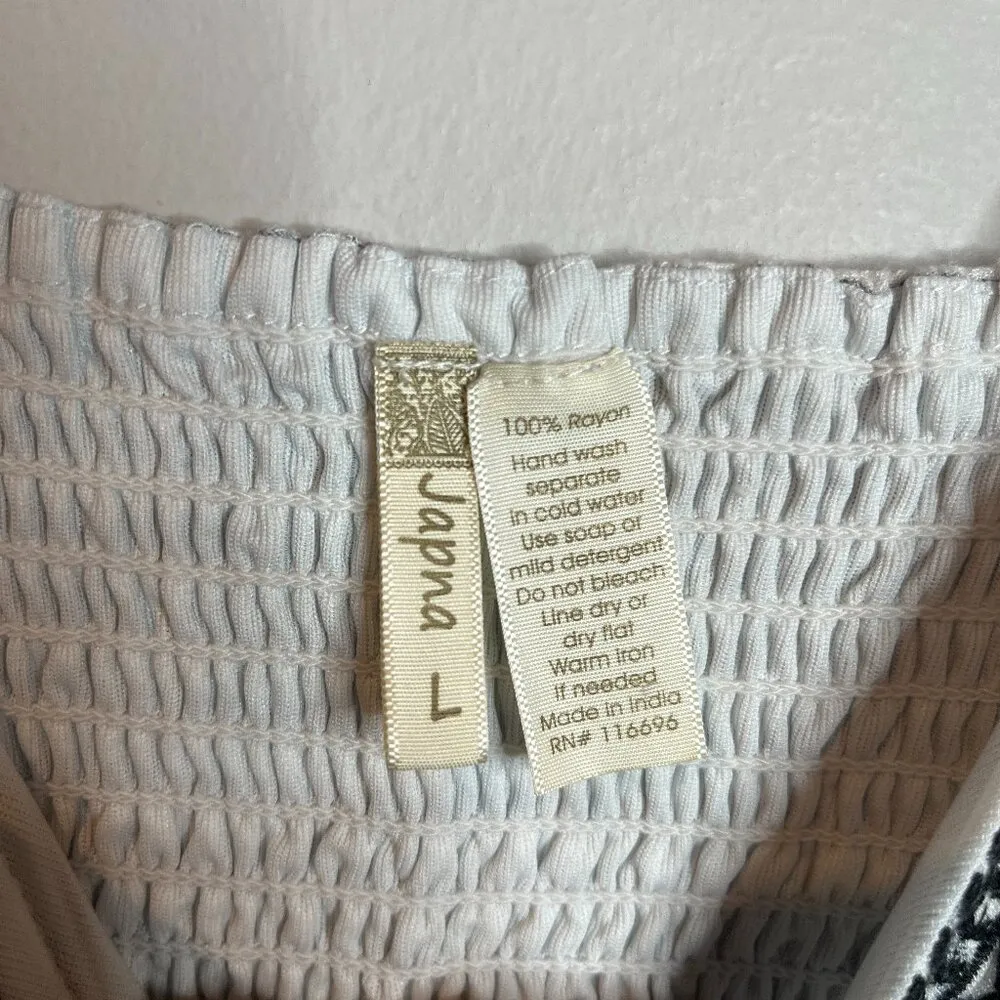 Japna L
100% Rayon
Hand wash
separate
in cold water
Use soap or
mild detergent
Do not bleach
Line dry or
dry flat
Warm iron
if needed
Made in India
RN# 116696